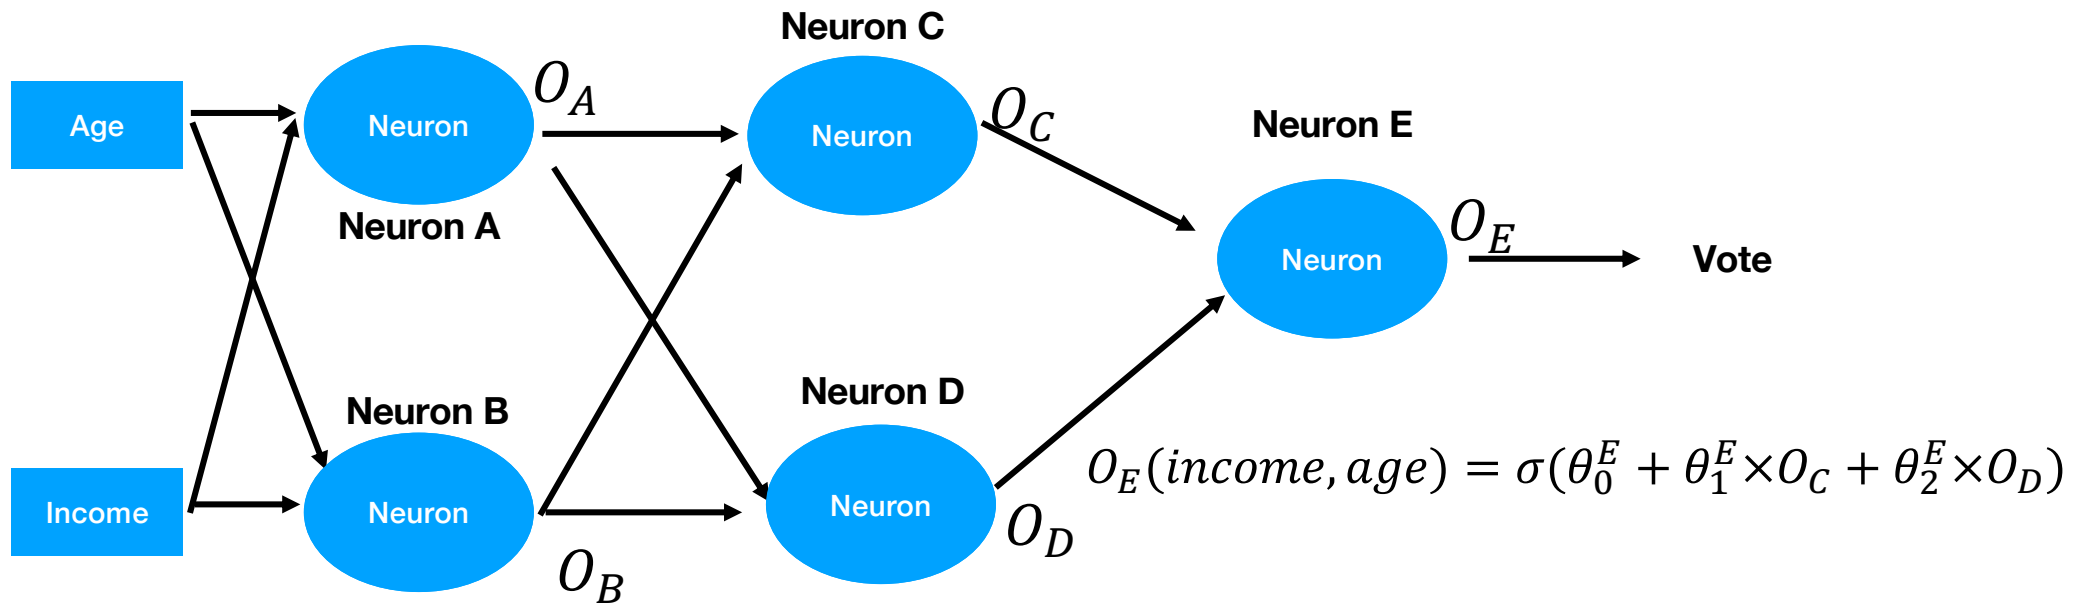 Neuron C
Age
Neuron
O_A
Neuron
O_C
Neuron E
Neuron A
Neuron
O_E
Vote
Neuron B
Neuron D
Income
Neuron
O_B
Neuron
O_D
O_E(income, age) = σ(θ_0^E + θ_1^E×O_C + θ_2^E×O_D)